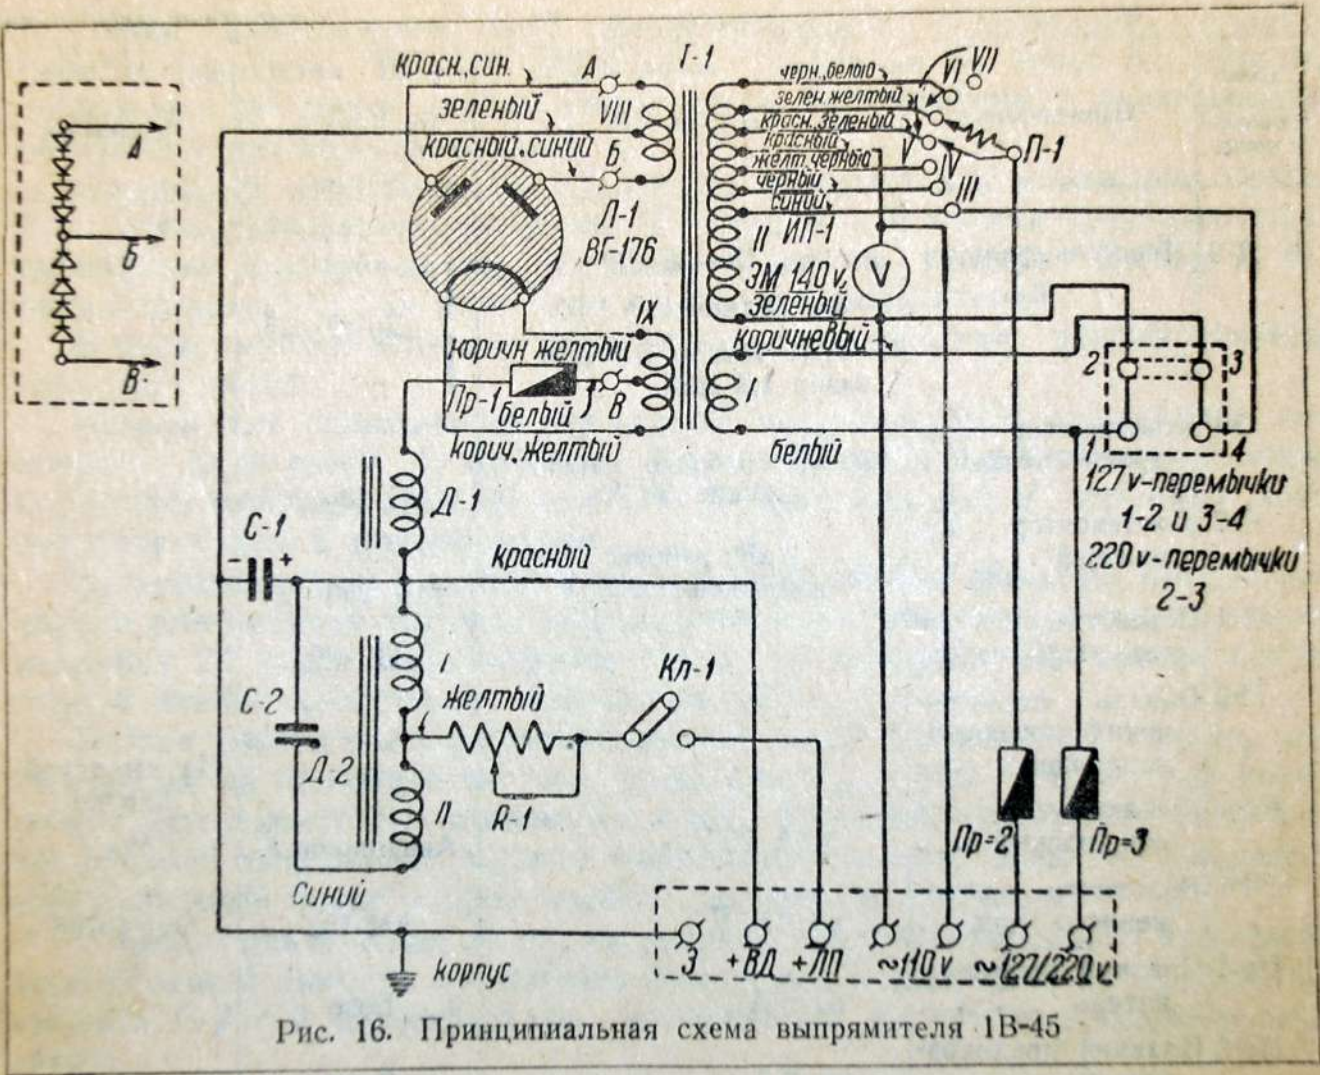 красн.,син.
А
Т-1
зеленый
VIII
красный,синий
Б
Л-1
ВГ-176
IX
коричн желтый
Пр-1
белый
В
корич.желтый
А
Б
В
черн.,белый
зелен.желтый
красн.зеленый
красный
желт.черный
черный
синий
VI
VII
V
IV
III
П-1
II
ИП-1
ЭМ 140 v.
V
зеленый
коричневый
I
белый
2
3
1
4
127 v-перемычки
1-2 и 3-4
220 v-перемычки
2-3
Д-1
С-1
- +
красный
I
желтый
Кл-1
С-2
Д-2
II
R-1
Синий
Пр=2
Пр=3
З
+ВД
+ЛП
~110 v
~127/220 v.
корпус
Рис. 16. Принципиальная схема выпрямителя 1В-45